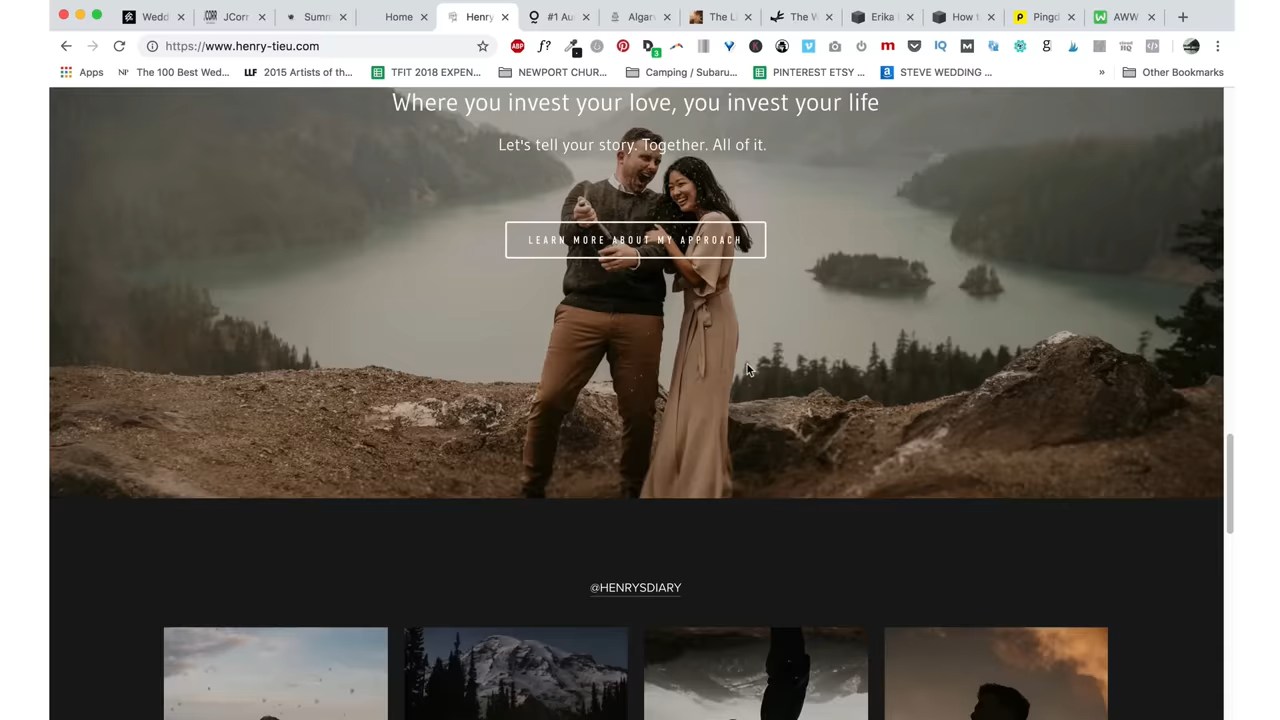 Wedd
JCorr
Summ
Home
Henry
#1 Au
Algar
The L
The W
Erika
How t
Pingd
AWW
https://www.henry-tieu.com
Apps
The 100 Best Wed...
LLF 2015 Artists of th...
TFIT 2018 EXPEN...
NEWPORT CHUR...
Camping / Subaru...
PINTEREST ETSY ...
STEVE WEDDING ...
» Other Bookmarks
Where you invest your love, you invest your life
Let's tell your story. Together. All of it.
LEARN MORE ABOUT MY APPROACH
@HENRYSDIARY